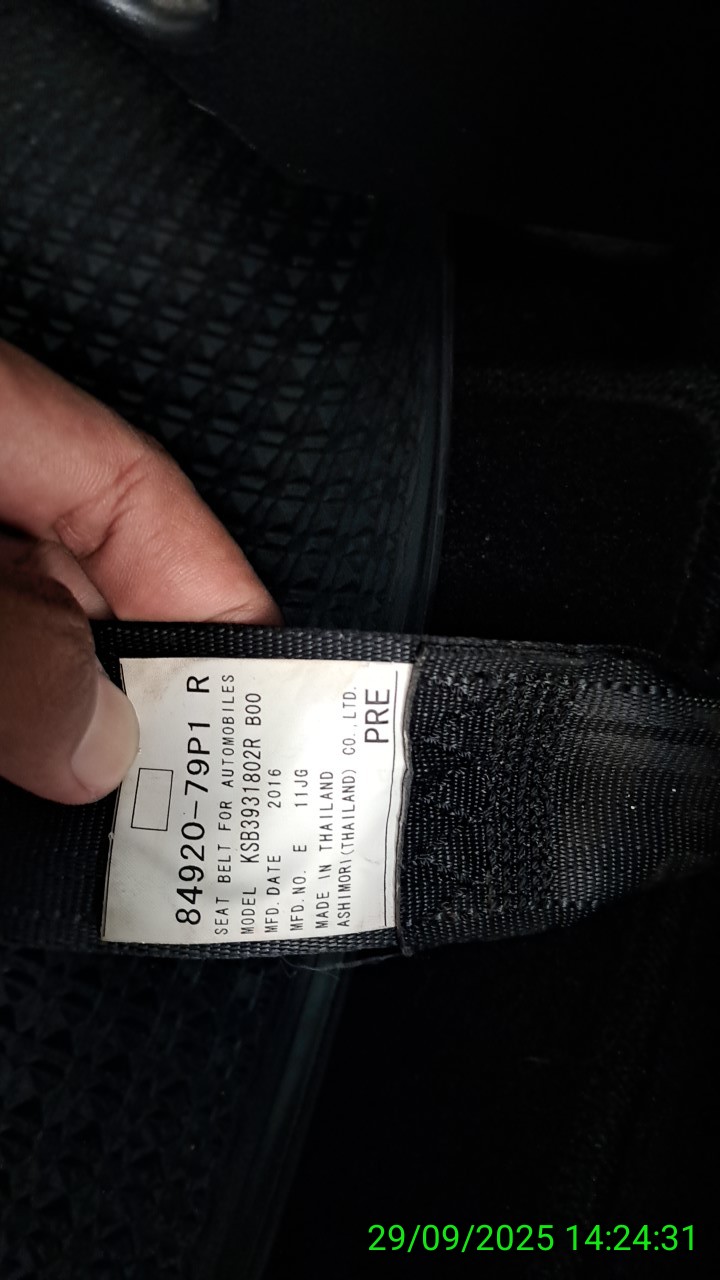 84920-79P1 R
SEAT BELT FOR AUTOMOBILES
MODEL KSB3931802R B00
MFD. DATE 2016
MFD. NO. E 11JG
MADE IN THAILAND
ASHIMORI(THAILAND) CO.,LTD.
PRE
29/09/2025 14:24:31